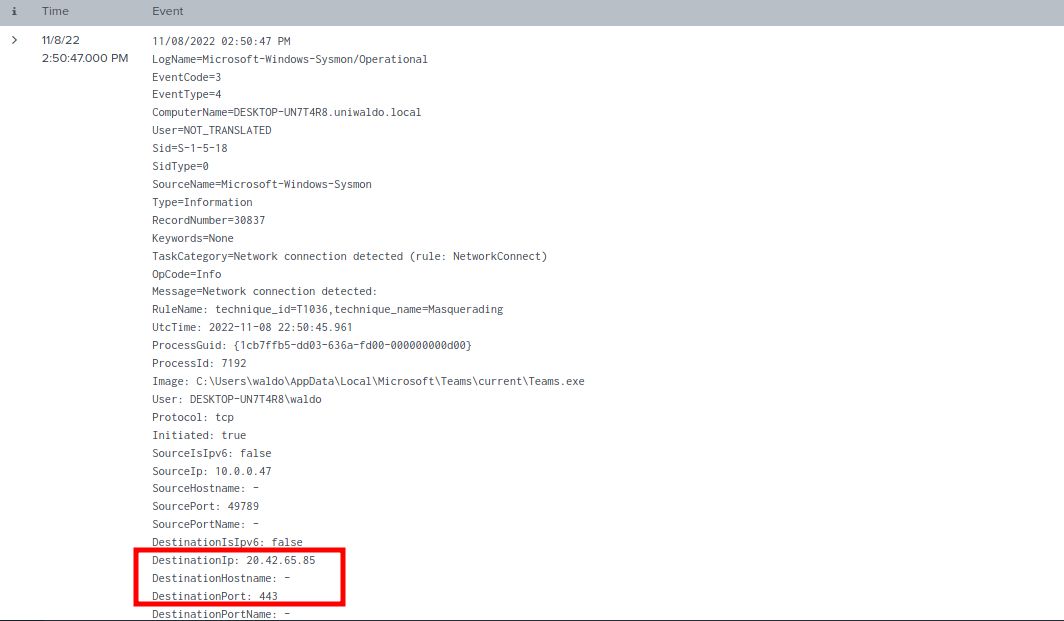 i Time Event
> 11/8/22 11/08/2022 02:50:47 PM
2:50:47.000 PM LogName=Microsoft-Windows-Sysmon/Operational
EventCode=3
EventType=4
ComputerName=DESKTOP-UN7T4R8.uniwaldo.local
User=NOT_TRANSLATED
Sid=S-1-5-18
SidType=0
SourceName=Microsoft-Windows-Sysmon
Type=Information
RecordNumber=30837
Keywords=None
TaskCategory=Network connection detected (rule: NetworkConnect)
OpCode=Info
Message=Network connection detected:
RuleName: technique_id=T1036,technique_name=Masquerading
UtcTime: 2022-11-08 22:50:45.961
ProcessGuid: {1cb7ffb5-dd03-636a-fd00-000000000d00}
ProcessId: 7192
Image: C:\Users\waldo\AppData\Local\Microsoft\Teams\current\Teams.exe
User: DESKTOP-UN7T4R8\waldo
Protocol: tcp
Initiated: true
SourceIsIpv6: false
SourceIp: 10.0.0.47
SourceHostname: -
SourcePort: 49789
SourcePortName: -
DestinationIsIpv6: false
DestinationIp: 20.42.65.85
DestinationHostname: -
DestinationPort: 443
DestinationPortName: -